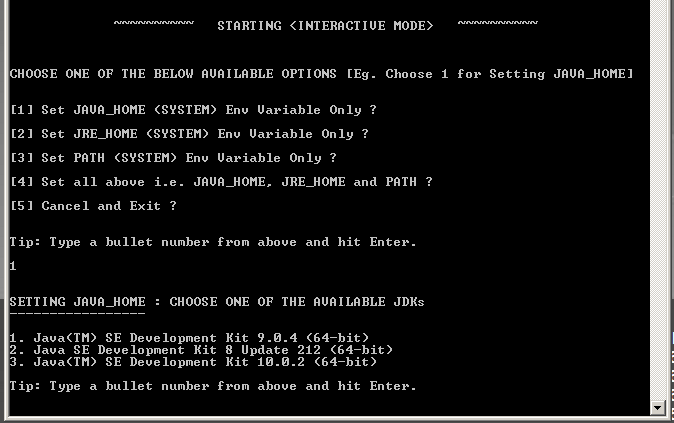 ~~~~~~~~~~~ STARTING <INTERACTIVE MODE> ~~~~~~~~~~~
CHOOSE ONE OF THE BELOW AVAILABLE OPTIONS [Eg. Choose 1 for Setting JAVA_HOME]
[1] Set JAVA_HOME (SYSTEM) Env Variable Only ?
[2] Set JRE_HOME (SYSTEM) Env Variable Only ?
[3] Set PATH (SYSTEM) Env Variable Only ?
[4] Set all above i.e. JAVA_HOME, JRE_HOME and PATH ?
[5] Cancel and Exit ?
Tip: Type a bullet number from above and hit Enter.
1
SETTING JAVA_HOME : CHOOSE ONE OF THE AVAILABLE JDKs
-----------------
1. Java(TM) SE Development Kit 9.0.4 (64-bit)
2. Java SE Development Kit 8 Update 212 (64-bit)
3. Java(TM) SE Development Kit 10.0.2 (64-bit)
Tip: Type a bullet number from above and hit Enter.